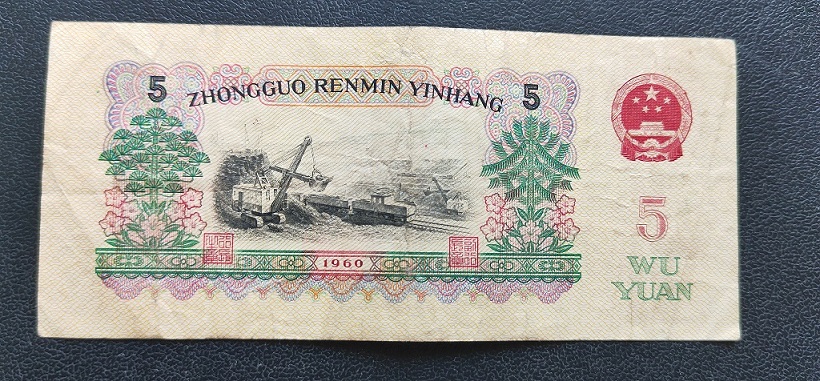 5 ZHONGGUO RENMIN YINHANG 5
5
WU
YUAN
1960